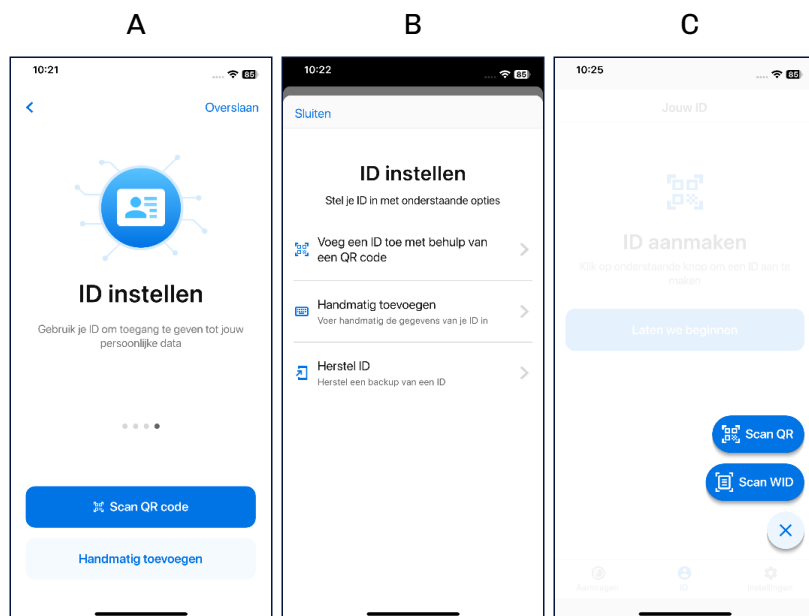 A
B
C
10:21
85
Overslaan
ID instellen
Gebruik je ID om toegang te geven tot jouw
persoonlijke data
Scan QR code
Handmatig toevoegen
10:22
85
Sluiten
ID instellen
Stel je ID in met onderstaande opties
Voeg een ID toe met behulp van
een QR code
Handmatig toevoegen
Voer handmatig de gegevens van je ID in
Herstel ID
Herstel een backup van een ID
10:25
85
Jouw ID
ID aanmaken
Klik op onderstaande knop om een ID aan te
maken
Laten we beginnen
Scan QR
Scan WID
Aanvragen
ID
Instellingen